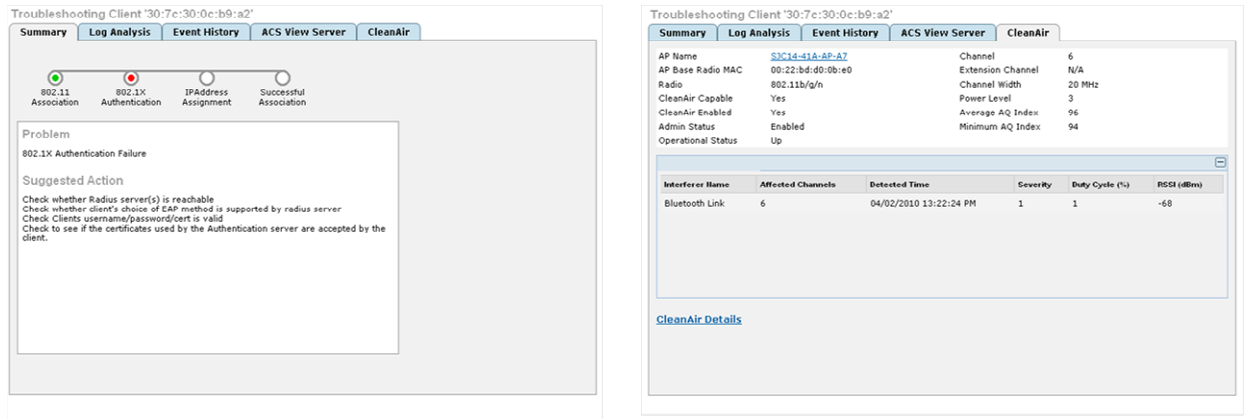 Troubleshooting Client '30:7c:30:0c:b9:a2'
Summary Log Analysis Event History ACS View Server CleanAir
802.11 Association
802.1X Authentication
IPAddress Assignment
Successful Association
Problem
802.1X Authentication Failure
Suggested Action
Check whether Radius server(s) is reachable
Check whether client's choice of EAP method is supported by radius server
Check Clients username/password/cert is valid
Check to see if the certificates used by the Authentication server are accepted by the
client.
Troubleshooting Client '30:7c:30:0c:b9:a2'
Summary Log Analysis Event History ACS View Server CleanAir
AP Name SJC14-41A-AP-A7 Channel 6
AP Base Radio MAC 00:22:bd:d0:0b:e0 Extension Channel N/A
Radio 802.11b/g/n Channel Width 20 MHz
CleanAir Capable Yes Power Level 3
CleanAir Enabled Yes Average AQ Index 96
Admin Status Enabled Minimum AQ Index 94
Operational Status Up
Interferer Name Affected Channels Detected Time Severity Duty Cycle (%) RSSI (dBm)
Bluetooth Link 6 04/02/2010 13:22:24 PM 1 1 -68
CleanAir Details